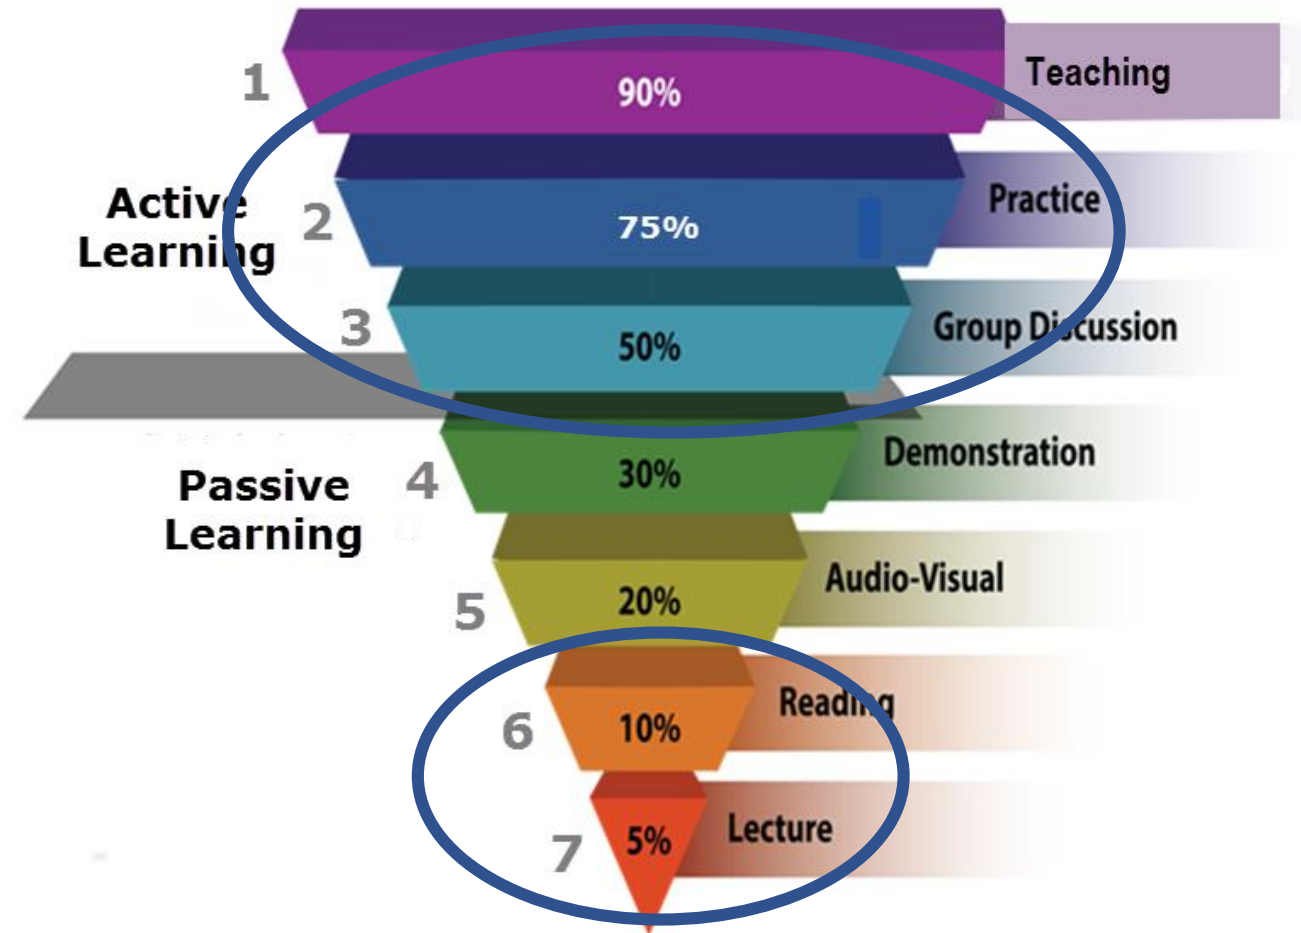 1
90%
Teaching
Active
Learning
2
75%
Practice
3
50%
Group Discussion
Passive
Learning
4
30%
Demonstration
5
20%
Audio-Visual
6
10%
Reading
7
5%
Lecture